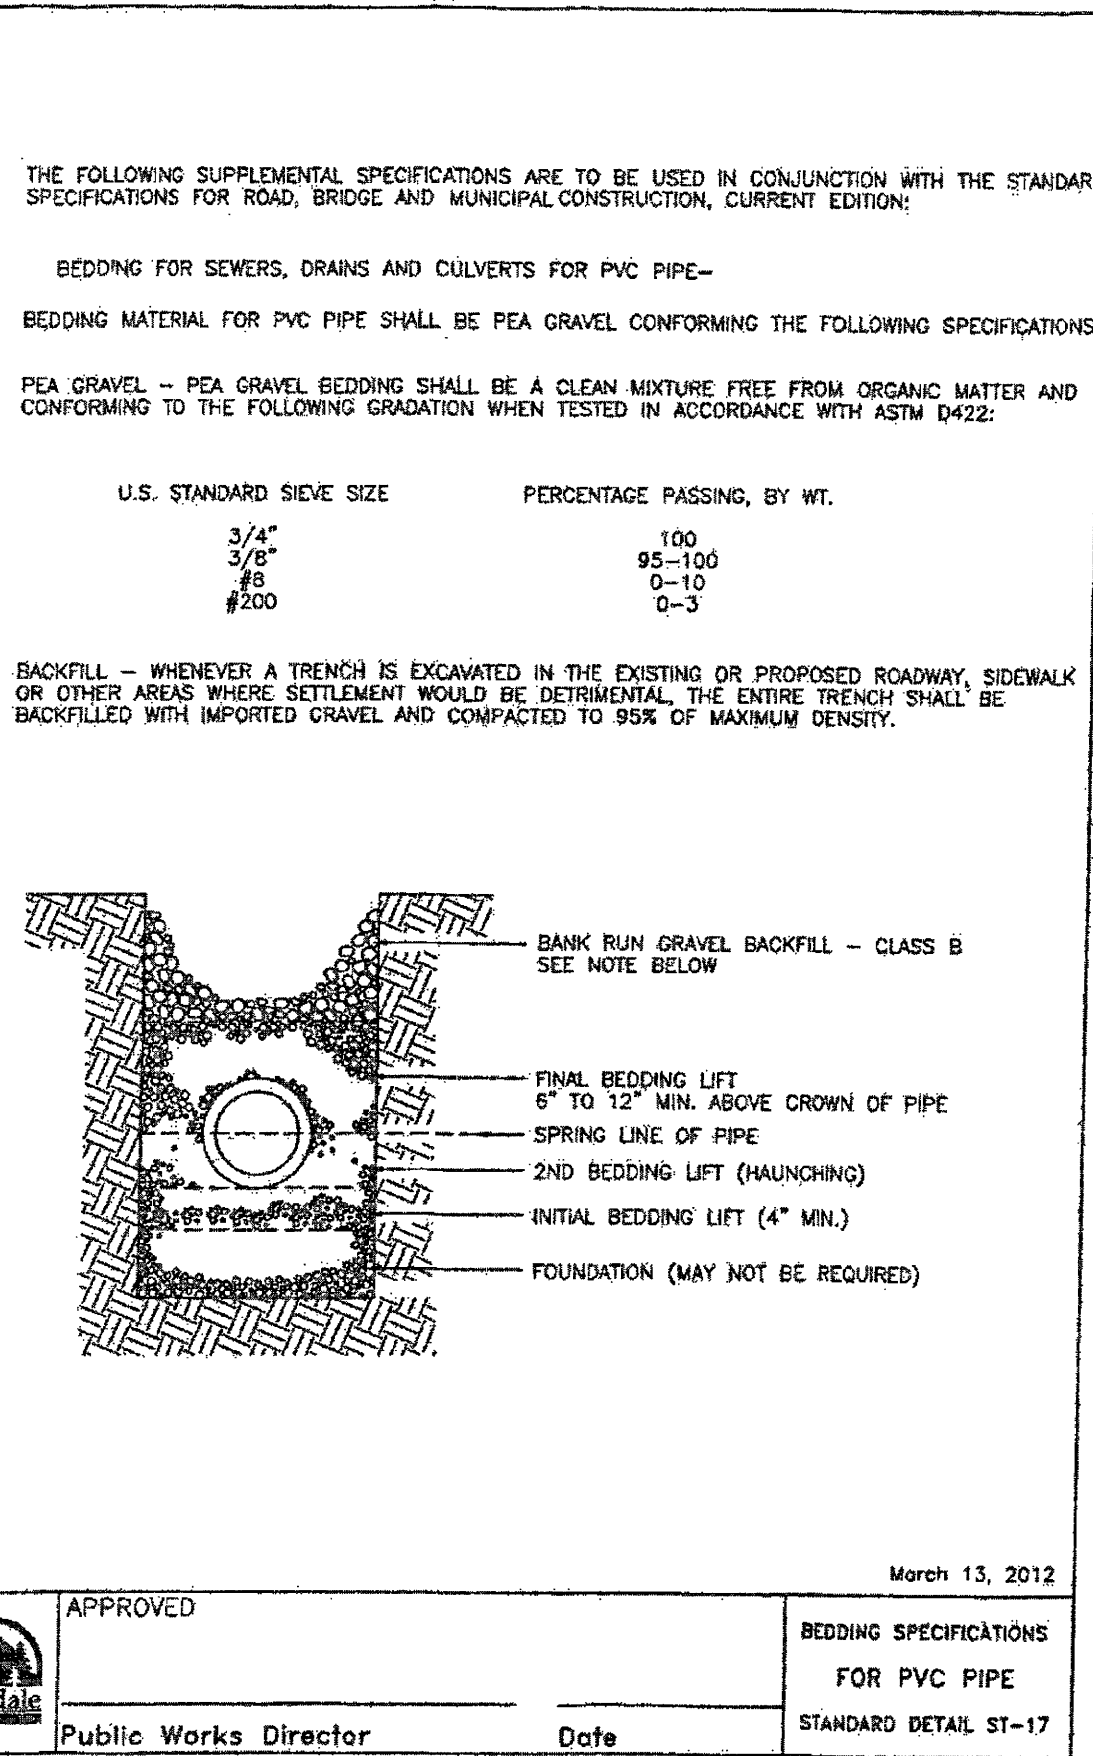 THE FOLLOWING SUPPLEMENTAL SPECIFICATIONS ARE TO BE USED IN CONJUNCTION WITH THE STANDAR
SPECIFICATIONS FOR ROAD, BRIDGE AND MUNICIPAL CONSTRUCTION, CURRENT EDITION:
BEDDING FOR SEWERS, DRAINS AND CULVERTS FOR PVC PIPE–
BEDDING MATERIAL FOR PVC PIPE SHALL BE PEA GRAVEL CONFORMING THE FOLLOWING SPECIFICATIONS
PEA GRAVEL – PEA GRAVEL BEDDING SHALL BE A CLEAN MIXTURE FREE FROM ORGANIC MATTER AND
CONFORMING TO THE FOLLOWING GRADATION WHEN TESTED IN ACCORDANCE WITH ASTM D422:
U.S. STANDARD SIEVE SIZE PERCENTAGE PASSING, BY WT.
3/4" 100
3/8" 95–100
#8 0–10
#200 0–3
BACKFILL – WHENEVER A TRENCH IS EXCAVATED IN THE EXISTING OR PROPOSED ROADWAY, SIDEWALK
OR OTHER AREAS WHERE SETTLEMENT WOULD BE DETRIMENTAL, THE ENTIRE TRENCH SHALL BE
BACKFILLED WITH IMPORTED GRAVEL AND COMPACTED TO 95% OF MAXIMUM DENSITY.
BANK RUN GRAVEL BACKFILL – CLASS B
SEE NOTE BELOW
FINAL BEDDING LIFT
6" TO 12" MIN. ABOVE CROWN OF PIPE
SPRING LINE OF PIPE
2ND BEDDING LIFT (HAUNCHING)
INITIAL BEDDING LIFT (4" MIN.)
FOUNDATION (MAY NOT BE REQUIRED)
March 13, 2012
APPROVED
Public Works Director
Date
BEDDING SPECIFICATIONS
FOR PVC PIPE
STANDARD DETAIL ST–17
dale